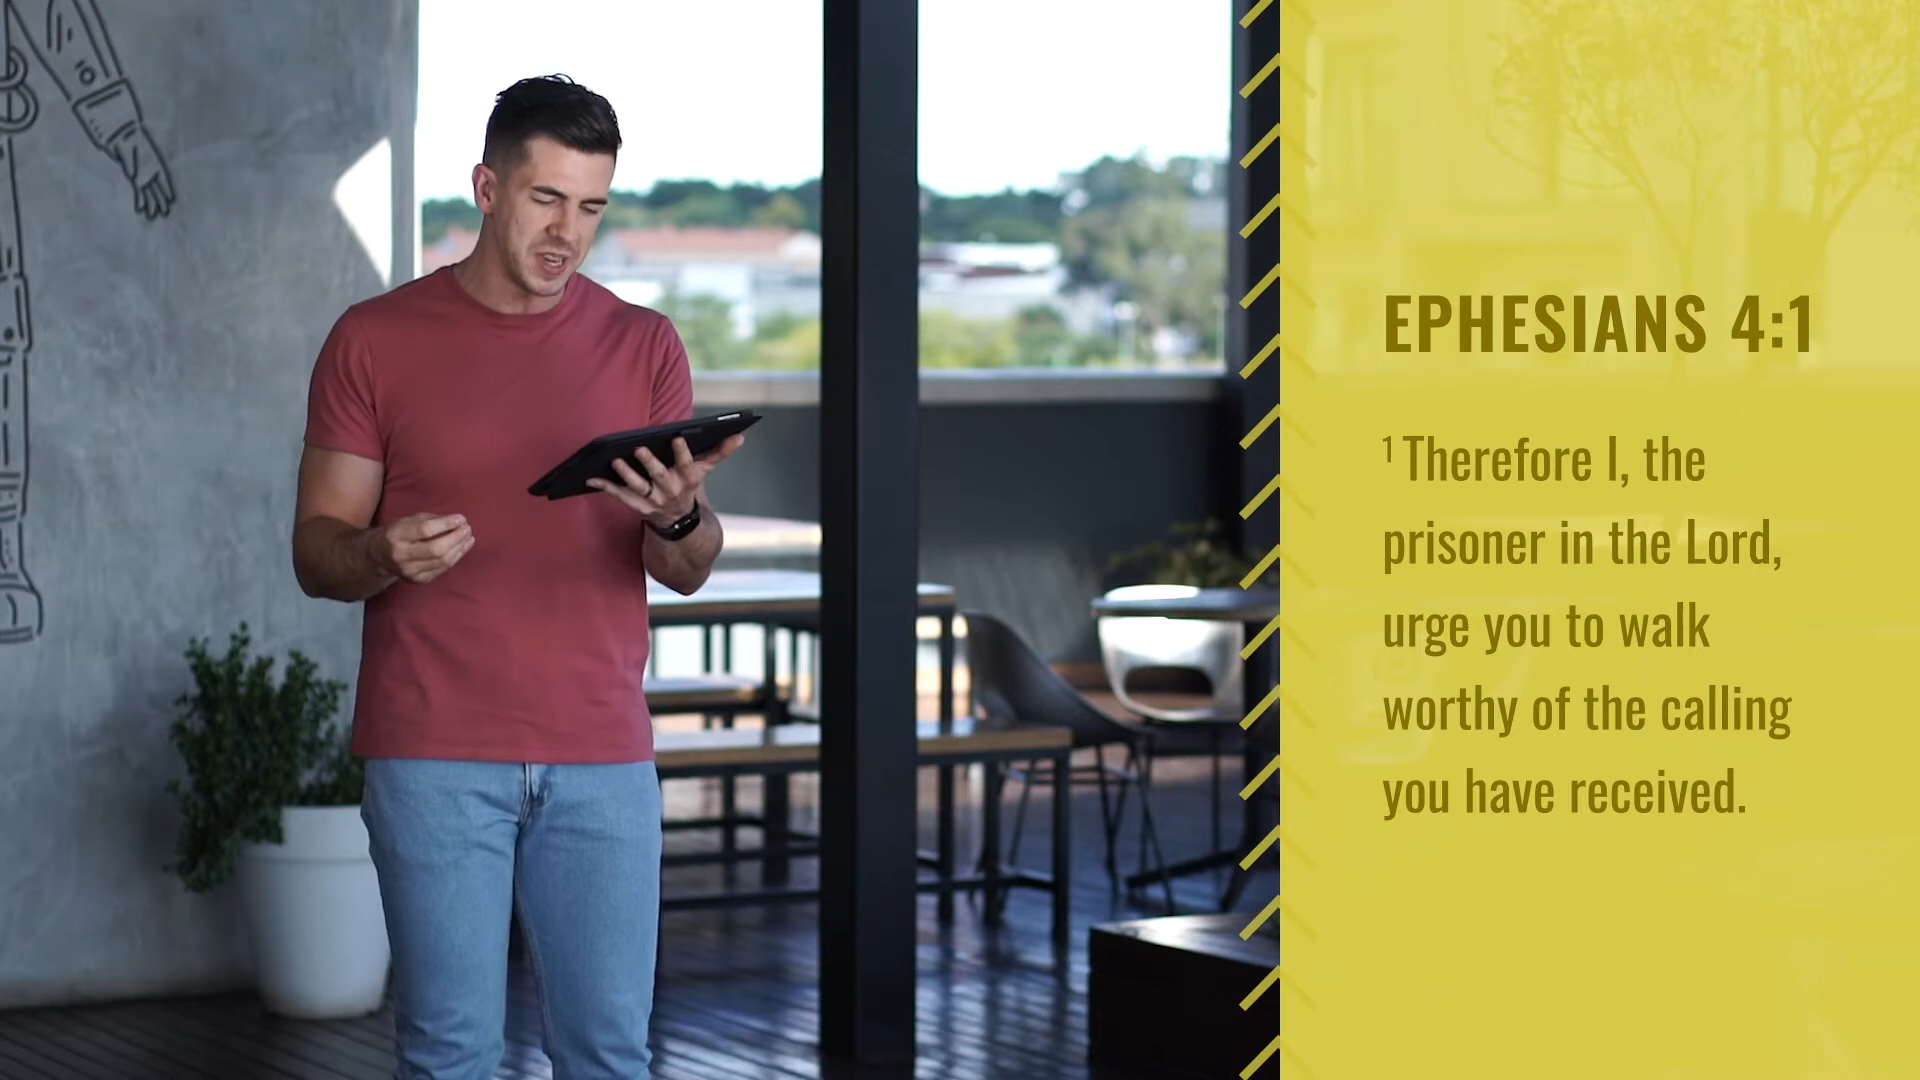 EPHESIANS 4:1
1 Therefore I, the
prisoner in the Lord,
urge you to walk
worthy of the calling
you have received.